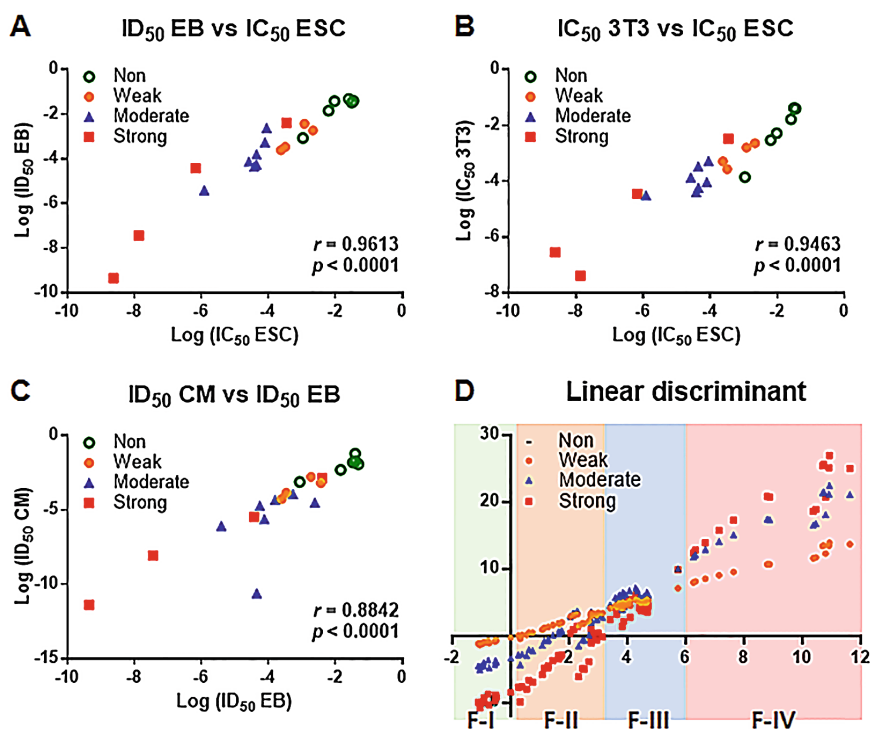 A
ID50 EB vs IC50 ESC
0
-2
-4
-6
-8
-10
Log (ID50 EB)
Non
Weak
Moderate
Strong
r = 0.9613
p < 0.0001
-10 -8 -6 -4 -2 0
Log (IC50 ESC)
B
IC50 3T3 vs IC50 ESC
0
-2
-4
-6
-8
Log (IC50 3T3)
Non
Weak
Moderate
Strong
r = 0.9463
p < 0.0001
-10 -8 -6 -4 -2 0
Log (IC50 ESC)
C
ID50 CM vs ID50 EB
0
-5
-10
-15
Log (ID50 CM)
Non
Weak
Moderate
Strong
r = 0.8842
p < 0.0001
-10 -8 -6 -4 -2 0
Log (ID50 EB)
D
Linear discriminant
30
20
10
Non
Weak
Moderate
Strong
-2 2 4 6 8 10 12
F-I F-II F-III F-IV